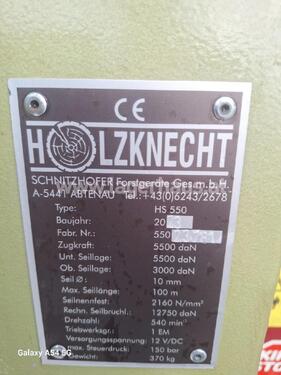 CE
HOLZKNECHT
SCHNITZHOFER Forstgeräte Ges.m.b.H.
A-5441 ABTENAU Tel.:+43(0)6243/2678
Type: HS 550
Baujahr: 20
Fabr. Nr.: 550
Zugkraft: 5500 daN
Unt. Seillage: 5500 daN
Ob. Seillage: 3000 daN
Seil Ø: 10 mm
Max. Seillänge: 100 m
Seilnennfest: 2160 N/mm²
Rechn. Seilbruchl.: 12750 daN
Drehzahl: 540 min⁻¹
Triebwerkgr.: 1 EM
Versorgungsspannung: 12 V/DC
max. Steuerdruck: 150 bar
Gewicht: 370 kg
Galaxy A54 5G